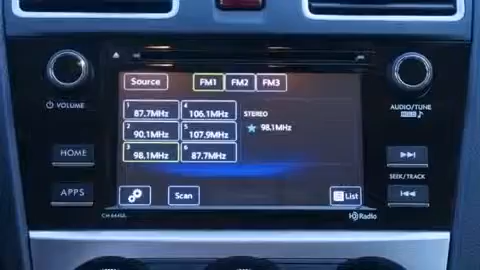 Source FM1 FM2 FM3
1 87.7MHz 4 106.1MHz STEREO
2 90.1MHz 5 107.9MHz 98.1MHz
3 98.1MHz 6 87.7MHz
Scan List
VOLUME
HOME
APPS
AUDIO/TUNE
SEEK/TRACK
HD Radio